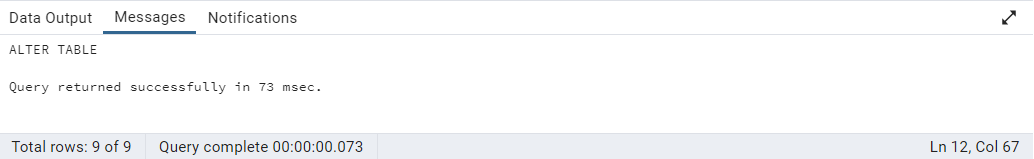 Data Output Messages Notifications
ALTER TABLE
Query returned successfully in 73 msec.
Total rows: 9 of 9 Query complete 00:00:00.073 Ln 12, Col 67